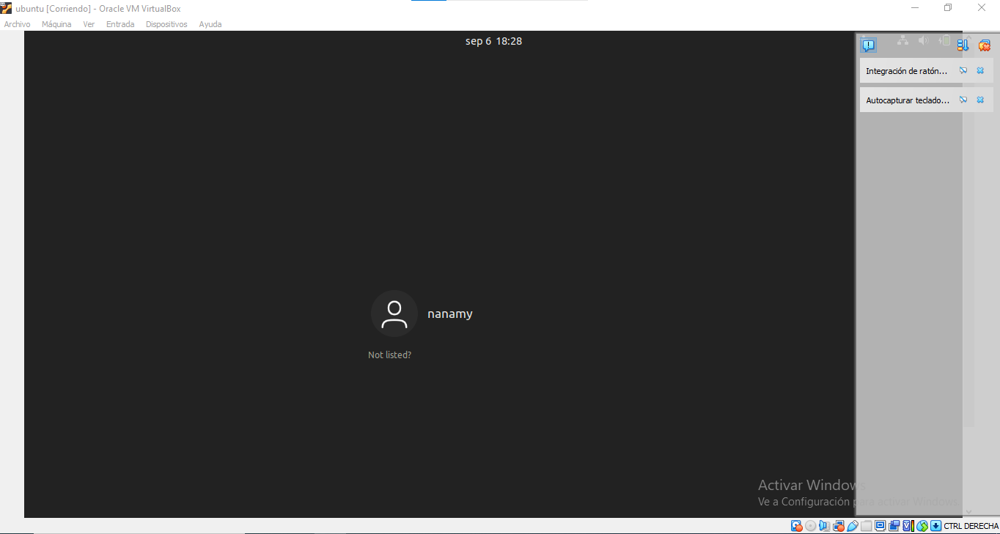 ubuntu [Corriendo] - Oracle VM VirtualBox
Archivo Máquina Ver Entrada Dispositivos Ayuda
sep 6 18:28
Integración de ratón...
Autocapturar teclado...
nanamy
Not listed?
Activar Windows
Ve a Configuración para activar Windows.
CTRL DERECHA